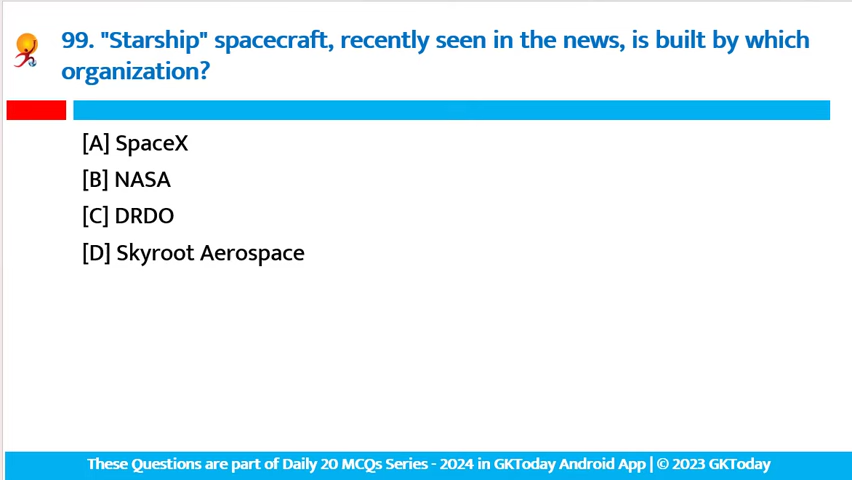 99. "Starship" spacecraft, recently seen in the news, is built by which
organization?
[A] SpaceX
[B] NASA
[C] DRDO
[D] Skyroot Aerospace
These Questions are part of Daily 20 MCQs Series - 2024 in GKToday Android App | © 2023 GKToday